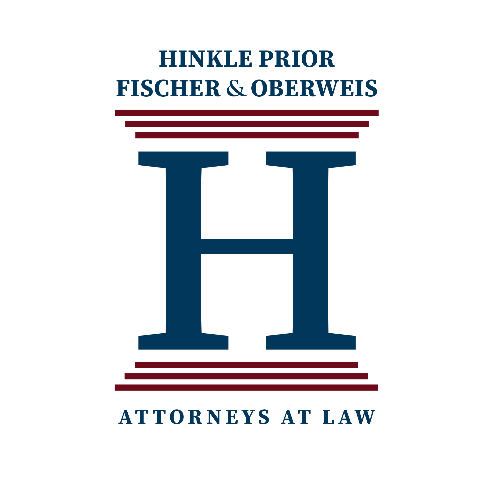 HINKLE PRIOR
FISCHER & OBERWEIS
H
ATTORNEYS AT LAW